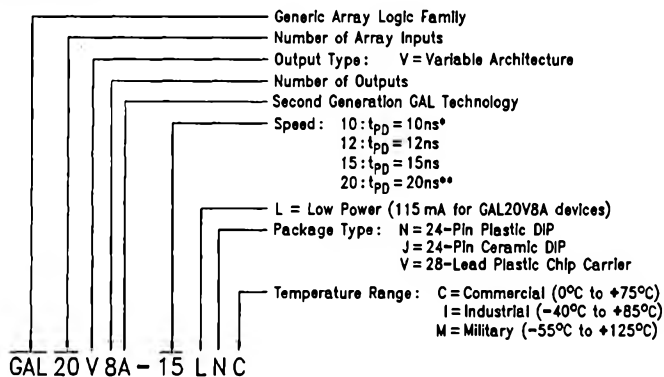 Generic Array Logic Family
Number of Array Inputs
Output Type: V = Variable Architecture
Number of Outputs
Second Generation GAL Technology
Speed: 10: tPD = 10ns*
12: tPD = 12ns
15: tPD = 15ns
20: tPD = 20ns**
L = Low Power (115 mA for GAL20V8A devices)
Package Type: N = 24-Pin Plastic DIP
J = 24-Pin Ceramic DIP
V = 28-Lead Plastic Chip Carrier
Temperature Range: C = Commercial (0°C to +75°C)
I = Industrial (-40°C to +85°C)
M = Military (-55°C to +125°C)
GAL 20 V 8A - 15 L N C